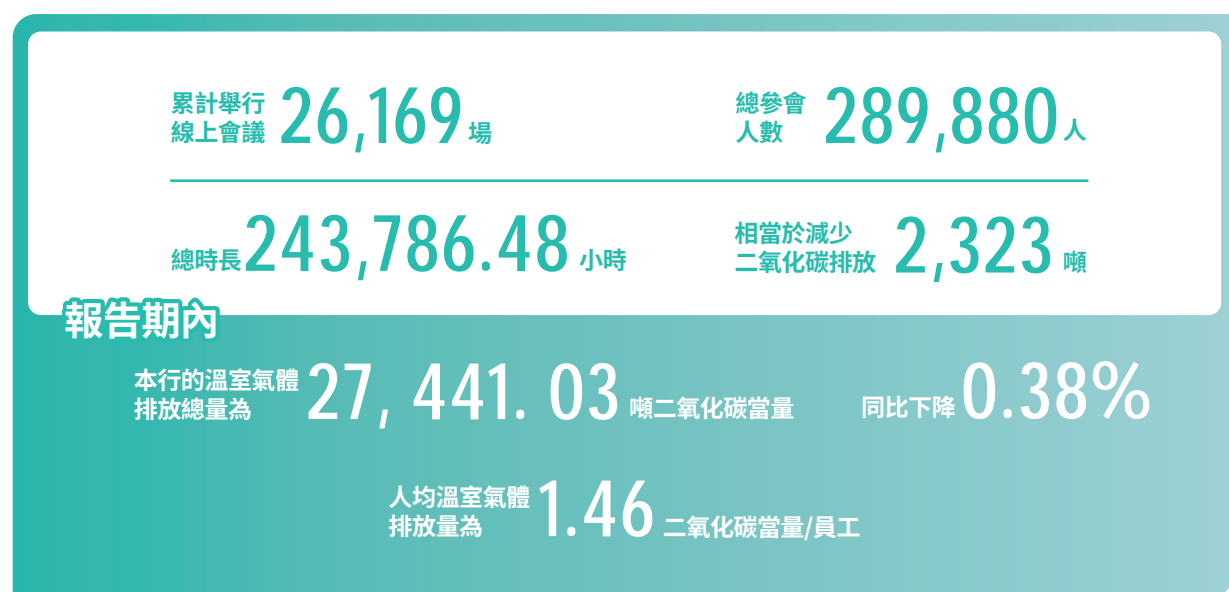 累計舉行
線上會議 26,169 場
總參會
人數 289,880 人
總時長 243,786.48 小時
相當於減少
二氧化碳排放 2,323 噸
報告期內
本行的溫室氣體
排放總量為 27, 441. 03 噸二氧化碳當量
同比下降 0.38%
人均溫室氣體
排放量為 1.46 二氧化碳當量/員工